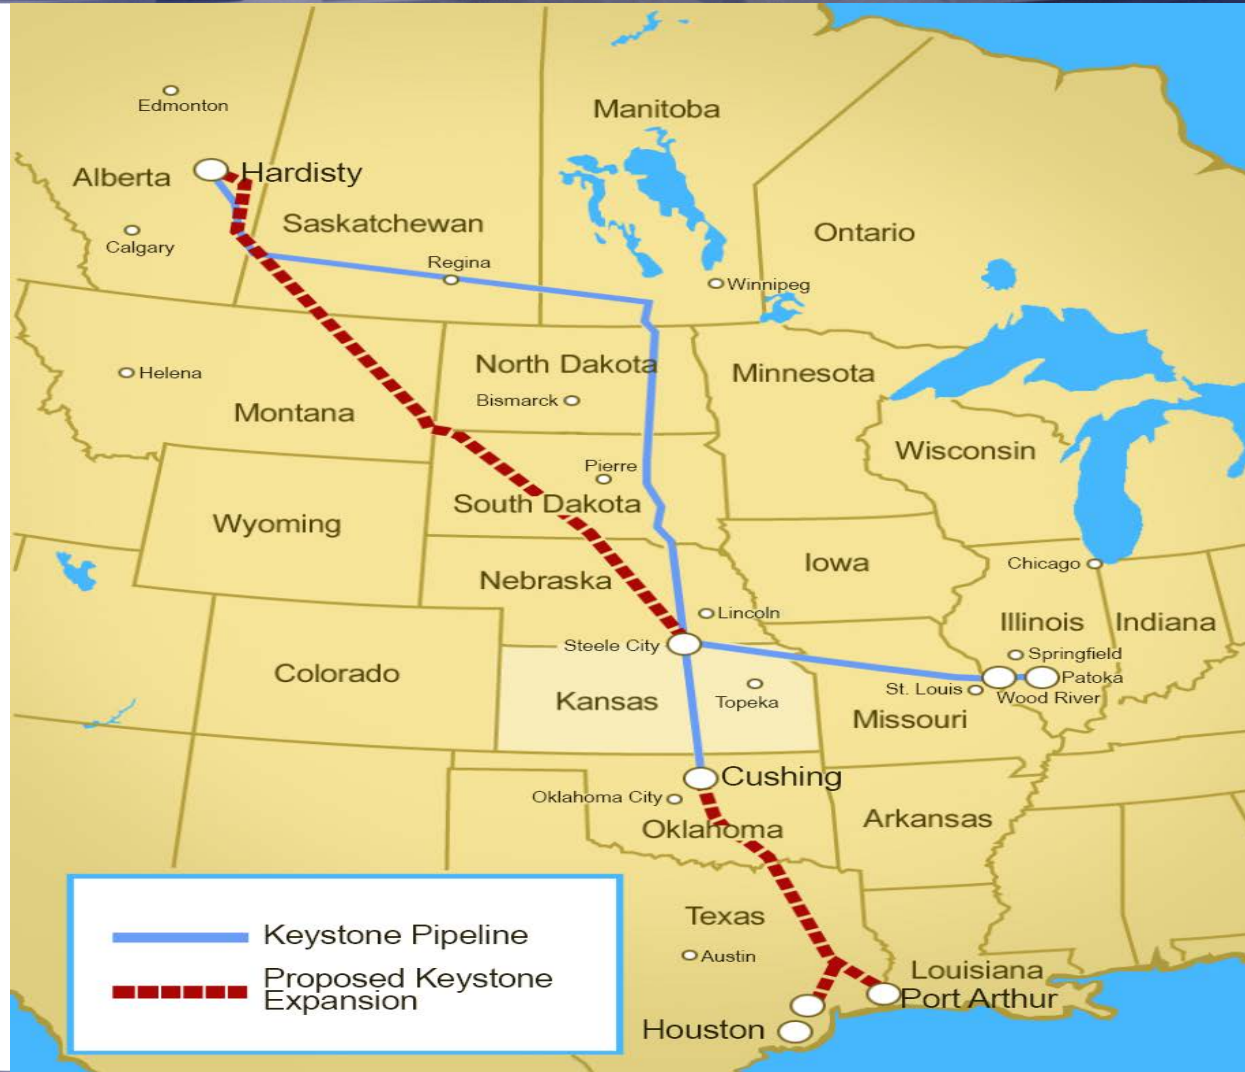 Edmonton
Manitoba
Alberta
Hardisty
Saskatchewan
Ontario
Calgary
Regina
Winnipeg
Helena
North Dakota
Minnesota
Bismarck
Montana
Wisconsin
Pierre
South Dakota
Wyoming
Iowa
Chicago
Nebraska
Lincoln
Illinois
Indiana
Steele City
Springfield
Colorado
Patoka
St. Louis
Wood River
Kansas
Topeka
Missouri
Cushing
Oklahoma City
Oklahoma
Arkansas
Texas
Austin
Louisiana
Port Arthur
Houston
Keystone Pipeline
Proposed Keystone
Expansion